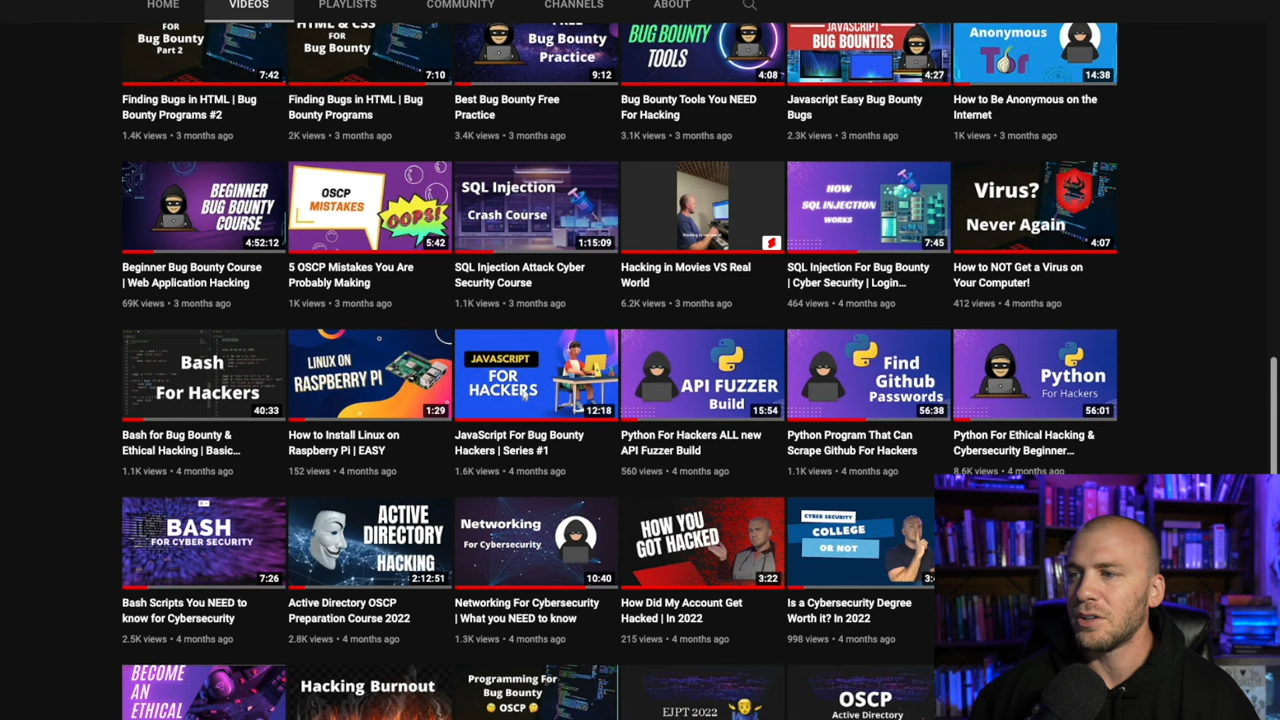 HOME VIDEOS PLAYLISTS COMMUNITY CHANNELS ABOUT
FOR
Bug Bounty
Part 2
7:42
HTML & CSS
FOR
Bug Bounty
7:10
FREE
Bug Bounty
Practice
9:12
BUG BOUNTY
TOOLS
4:08
JAVASCRIPT
BUG BOUNTIES
4:27
Anonymous
Tor
14:38
Finding Bugs in HTML | Bug
Bounty Programs #2
1.4K views • 3 months ago
Finding Bugs in HTML | Bug
Bounty Programs
2K views • 3 months ago
Best Bug Bounty Free
Practice
3.4K views • 3 months ago
Bug Bounty Tools You NEED
For Hacking
3.1K views • 3 months ago
Javascript Easy Bug Bounty
Bugs
2.3K views • 3 months ago
How to Be Anonymous on the
Internet
1K views • 3 months ago
BEGINNER
BUG BOUNTY
COURSE
4:52:12
OSCP
MISTAKES
OOPS!
5:42
SQL Injection
Crash Course
1:15:09
HOW
SQL INJECTION
WORKS
7:45
Virus?
Never Again
4:07
Beginner Bug Bounty Course
| Web Application Hacking
69K views • 3 months ago
5 OSCP Mistakes You Are
Probably Making
1K views • 3 months ago
SQL Injection Attack Cyber
Security Course
1.1K views • 3 months ago
Hacking in Movies VS Real
World
6.2K views • 3 months ago
SQL Injection For Bug Bounty
| Cyber Security | Login...
464 views • 4 months ago
How to NOT Get a Virus on
Your Computer!
412 views • 4 months ago
Bash
For Hackers
40:33
LINUX ON
RASPBERRY PI
1:29
JAVASCRIPT
FOR
HACKERS
12:18
API FUZZER
Build
15:54
Find
Github
Passwords
56:38
Python
For Hackers
56:01
Bash for Bug Bounty &
Ethical Hacking | Basic...
1.1K views • 4 months ago
How to Install Linux on
Raspberry Pi | EASY
152 views • 4 months ago
JavaScript For Bug Bounty
Hackers | Series #1
1.6K views • 4 months ago
Python For Hackers ALL new
API Fuzzer Build
560 views • 4 months ago
Python Program That Can
Scrape Github For Hackers
1.1K views • 4 months ago
Python For Ethical Hacking &
Cybersecurity Beginner...
8.6K views • 4 months ago
BASH
FOR CYBER SECURITY
7:26
ACTIVE
DIRECTORY
HACKING
2:12:51
Networking
For Cybersecurity
10:40
HOW YOU
GOT HACKED
3:22
CYBER SECURITY
COLLEGE
OR NOT
Bash Scripts You NEED to
know for Cybersecurity
2.5K views • 4 months ago
Active Directory OSCP
Preparation Course 2022
2.8K views • 4 months ago
Networking For Cybersecurity
| What you NEED to know
1.3K views • 4 months ago
How Did My Account Get
Hacked | In 2022
215 views • 4 months ago
Is a Cybersecurity Degree
Worth it? In 2022
998 views • 4 months ago
BECOME
AN
ETHICAL
Hacking Burnout
Programming For
Bug Bounty
OSCP
EJPT 2022
OSCP
Active Directory